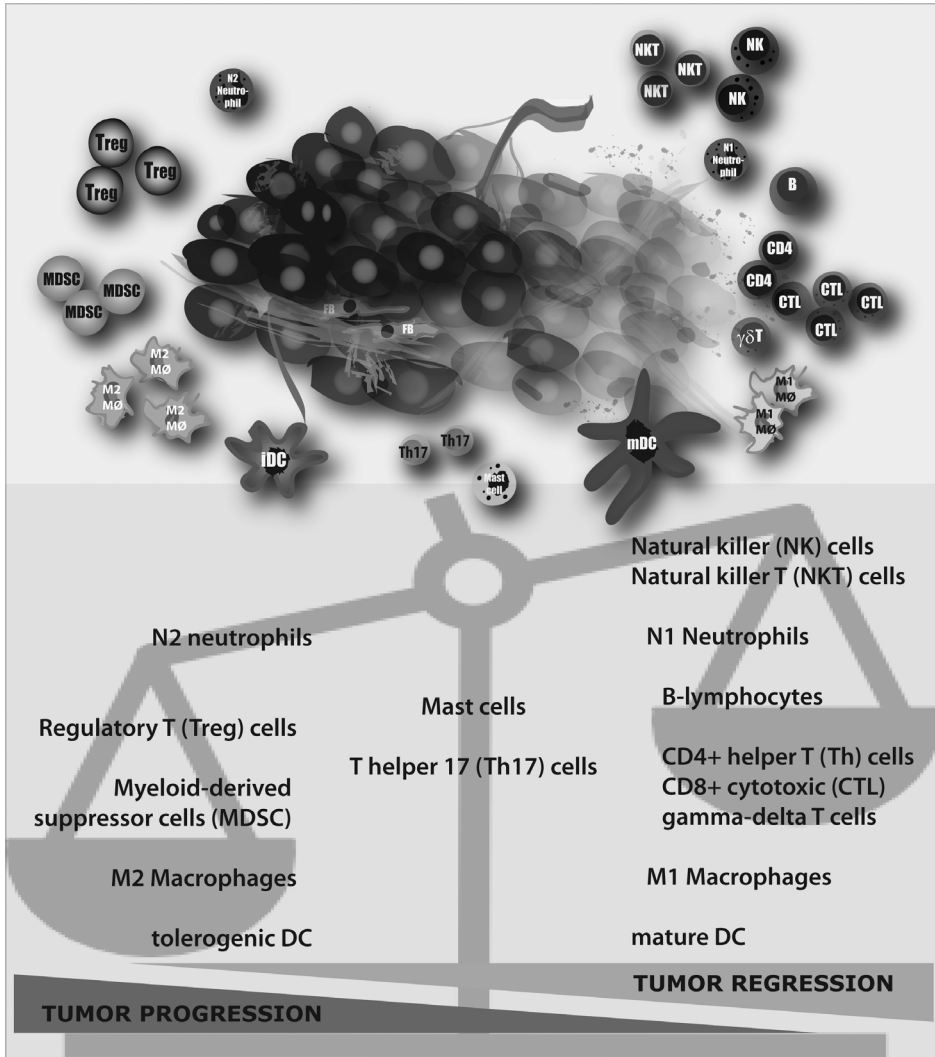 N2
Neutro-
phil
Treg
Treg
Treg
MDSC
MDSC
MDSC
M2
MØ
M2
MØ
M2
MØ
iDC
FB
FB
Th17
Th17
Mast
cell
mDC
NKT
NKT
NKT
NK
NK
N1
Neutro-
phil
B
CD4
CD4
CTL
CTL
CTL
CTL
γδT
M1
MØ
M1
MØ
Natural killer (NK) cells
Natural killer T (NKT) cells
N2 neutrophils
N1 Neutrophils
B-lymphocytes
Mast cells
Regulatory T (Treg) cells
T helper 17 (Th17) cells
CD4+ helper T (Th) cells
CD8+ cytotoxic (CTL)
gamma-delta T cells
Myeloid-derived
suppressor cells (MDSC)
M2 Macrophages
M1 Macrophages
tolerogenic DC
mature DC
TUMOR REGRESSION
TUMOR PROGRESSION